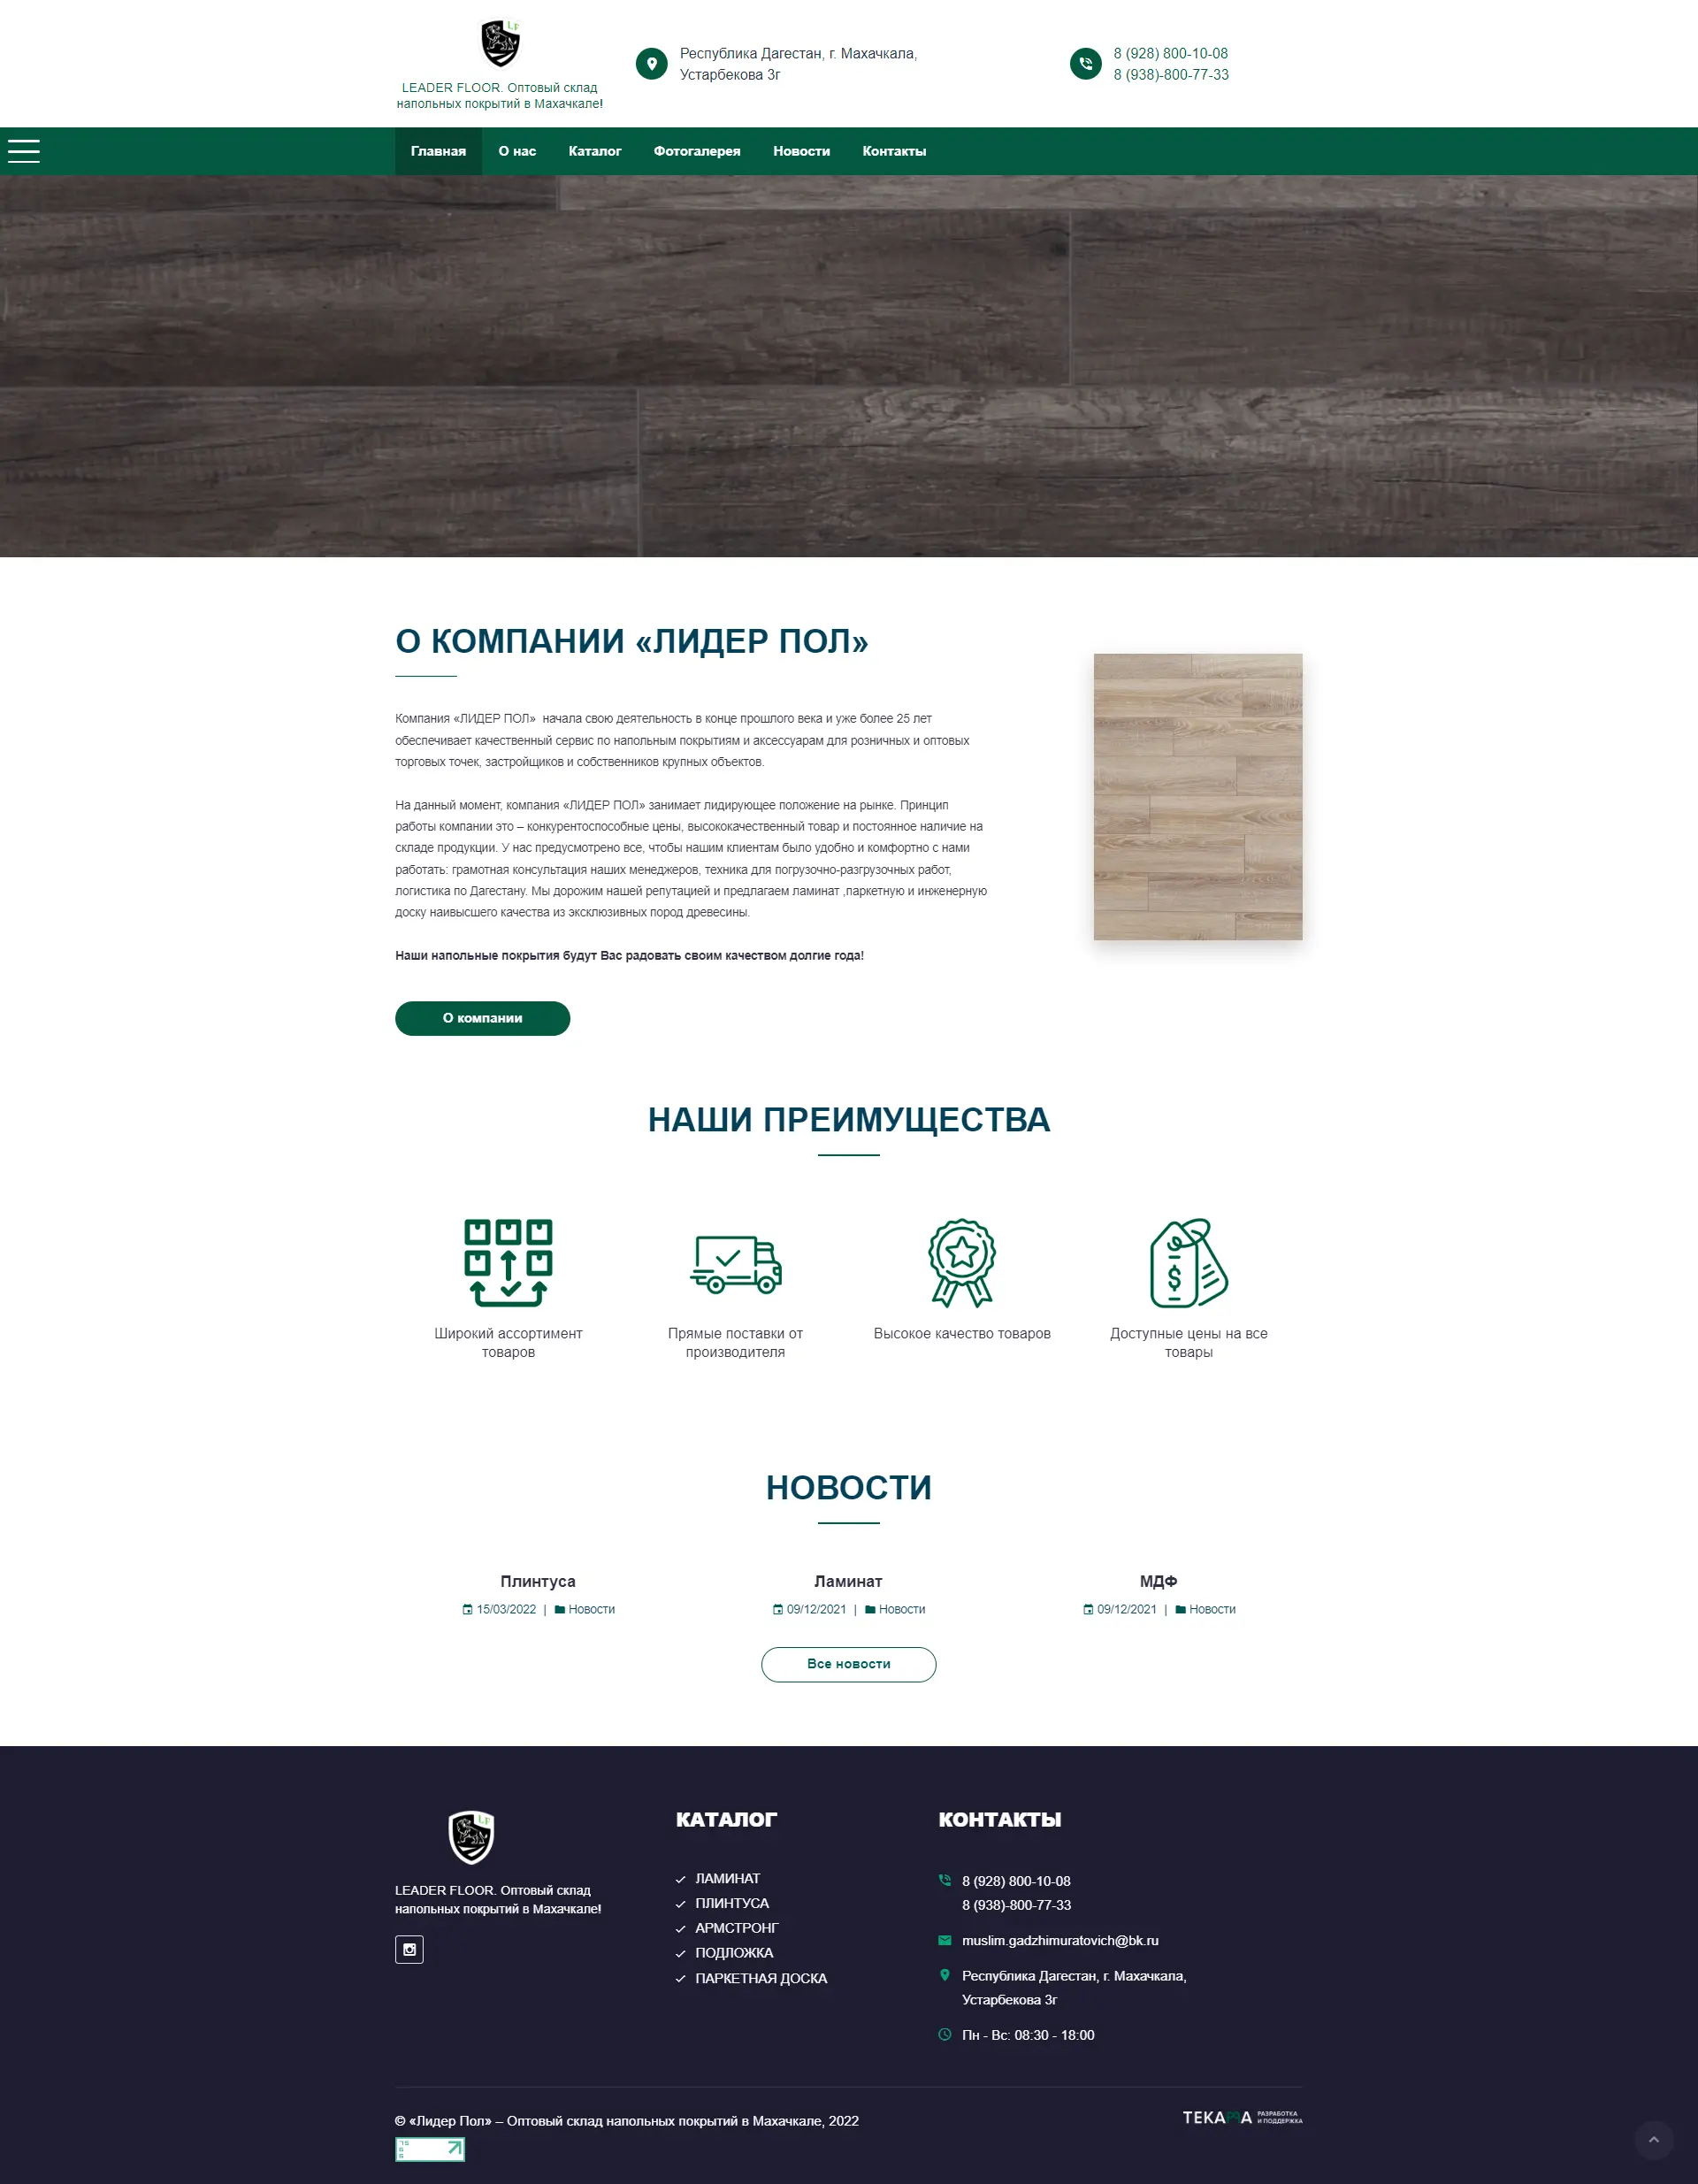 LF
LEADER FLOOR. Оптовый склад
напольных покрытий в Махачкале!
Республика Дагестан, г. Махачкала,
Устарбекова 3г
8 (928) 800-10-08
8 (938)-800-77-33
Главная О нас Каталог Фотогалерея Новости Контакты
О КОМПАНИИ «ЛИДЕР ПОЛ»
Компания «ЛИДЕР ПОЛ»  начала свою деятельность в конце прошлого века и уже более 25 лет
обеспечивает качественный сервис по напольным покрытиям и аксессуарам для розничных и оптовых
торговых точек, застройщиков и собственников крупных объектов.
На данный момент, компания «ЛИДЕР ПОЛ» занимает лидирующее положение на рынке. Принцип
работы компании это – конкурентоспособные цены, высококачественный товар и постоянное наличие на
складе продукции. У нас предусмотрено все, чтобы нашим клиентам было удобно и комфортно с нами
работать: грамотная консультация наших менеджеров, техника для погрузочно-разгрузочных работ,
логистика по Дагестану. Мы дорожим нашей репутацией и предлагаем ламинат ,паркетную и инженерную
доску наивысшего качества из эксклюзивных пород древесины.
Наши напольные покрытия будут Вас радовать своим качеством долгие года!
О компании
НАШИ ПРЕИМУЩЕСТВА
Широкий ассортимент
товаров
Прямые поставки от
производителя
Высокое качество товаров
$
Доступные цены на все
товары
НОВОСТИ
Плинтуса
15/03/2022 | Новости
Ламинат
09/12/2021 | Новости
МДФ
09/12/2021 | Новости
Все новости
LF
LEADER FLOOR. Оптовый склад
напольных покрытий в Махачкале!
КАТАЛОГ
ЛАМИНАТ
ПЛИНТУСА
АРМСТРОНГ
ПОДЛОЖКА
ПАРКЕТНАЯ ДОСКА
КОНТАКТЫ
8 (928) 800-10-08
8 (938)-800-77-33
muslim.gadzhimuratovich@bk.ru
Республика Дагестан, г. Махачкала,
Устарбекова 3г
Пн - Вс: 08:30 - 18:00
© «Лидер Пол» – Оптовый склад напольных покрытий в Махачкале, 2022
РАЗРАБОТКА
И ПОДДЕРЖКА